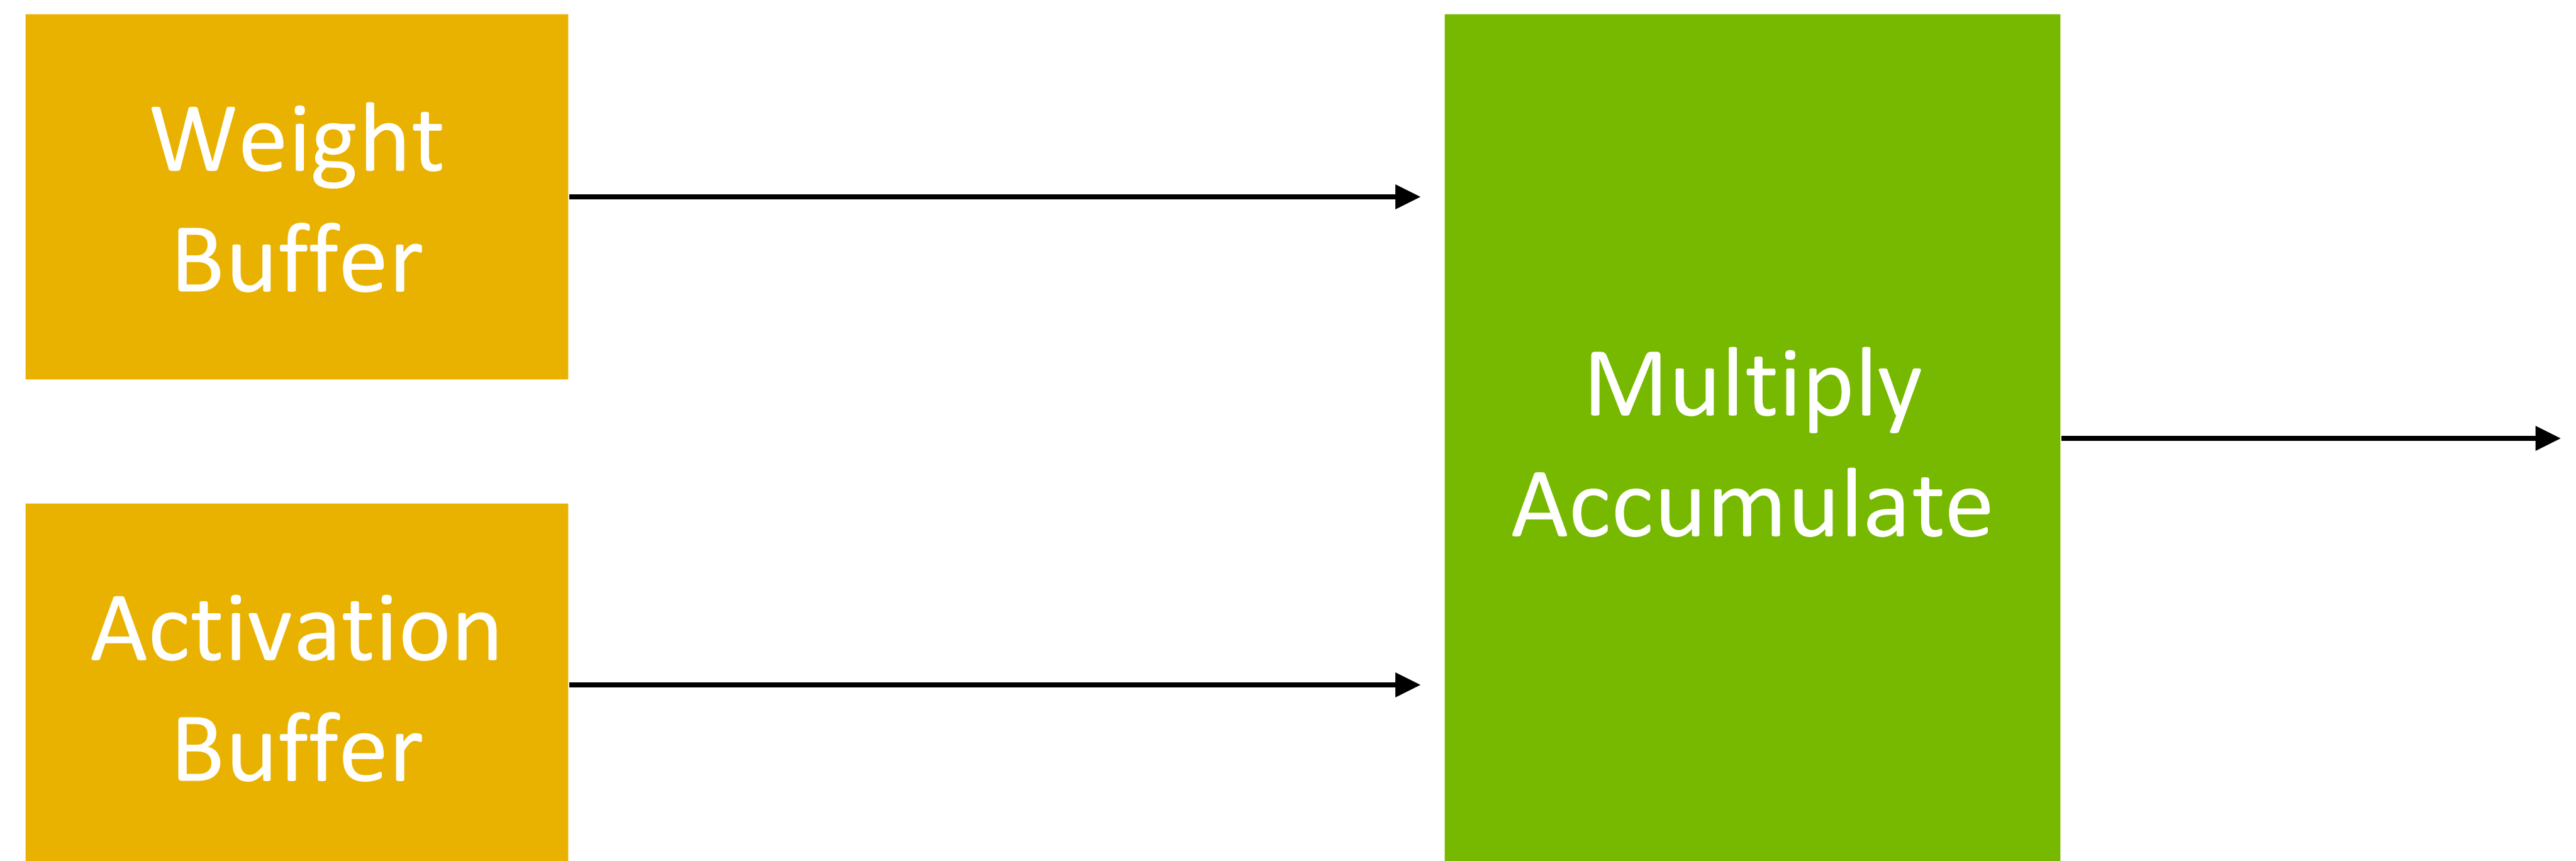 Weight
Buffer
Multiply
Accumulate
Activation
Buffer